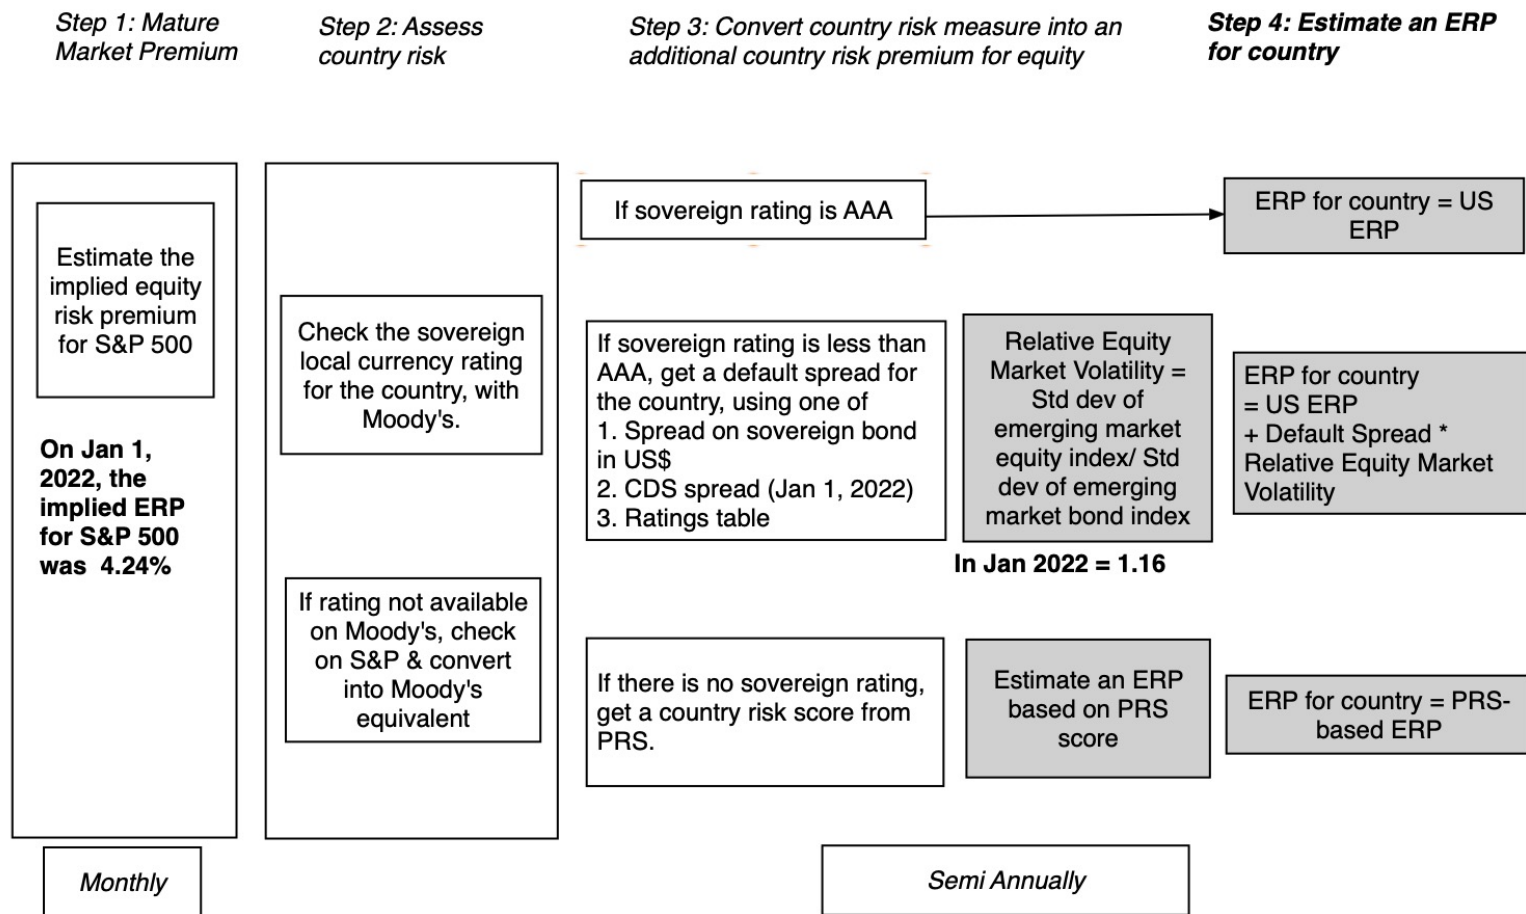 Step 1: Mature
Market Premium
Step 2: Assess
country risk
Step 3: Convert country risk measure into an
additional country risk premium for equity
Step 4: Estimate an ERP
for country
Estimate the
implied equity
risk premium
for S&P 500
On Jan 1,
2022, the
implied ERP
for S&P 500
was 4.24%
Check the sovereign
local currency rating
for the country, with
Moody's.
If rating not available
on Moody's, check
on S&P & convert
into Moody's
equivalent
If sovereign rating is AAA
ERP for country = US
ERP
If sovereign rating is less than
AAA, get a default spread for
the country, using one of
1. Spread on sovereign bond
in US$
2. CDS spread (Jan 1, 2022)
3. Ratings table
Relative Equity
Market Volatility =
Std dev of
emerging market
equity index/ Std
dev of emerging
market bond index
In Jan 2022 = 1.16
ERP for country
= US ERP
+ Default Spread *
Relative Equity Market
Volatility
If there is no sovereign rating,
get a country risk score from
PRS.
Estimate an ERP
based on PRS
score
ERP for country = PRS-
based ERP
Monthly
Semi Annually